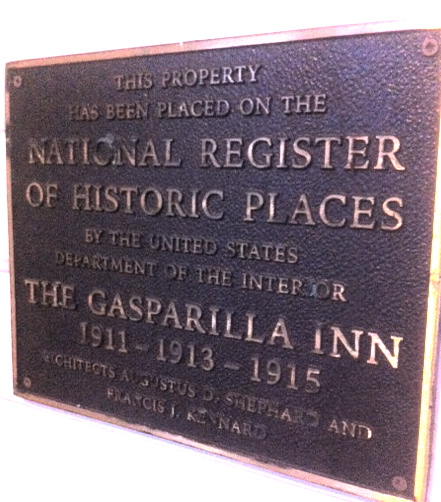 THIS PROPERTY
HAS BEEN PLACED ON THE
NATIONAL REGISTER
OF HISTORIC PLACES
BY THE UNITED STATES
DEPARTMENT OF THE INTERIOR
THE GASPARILLA INN
1911 – 1913 – 1915
ARCHITECTS AUGUSTUS D. SHEPHARD AND
FRANCIS J. KENNARD